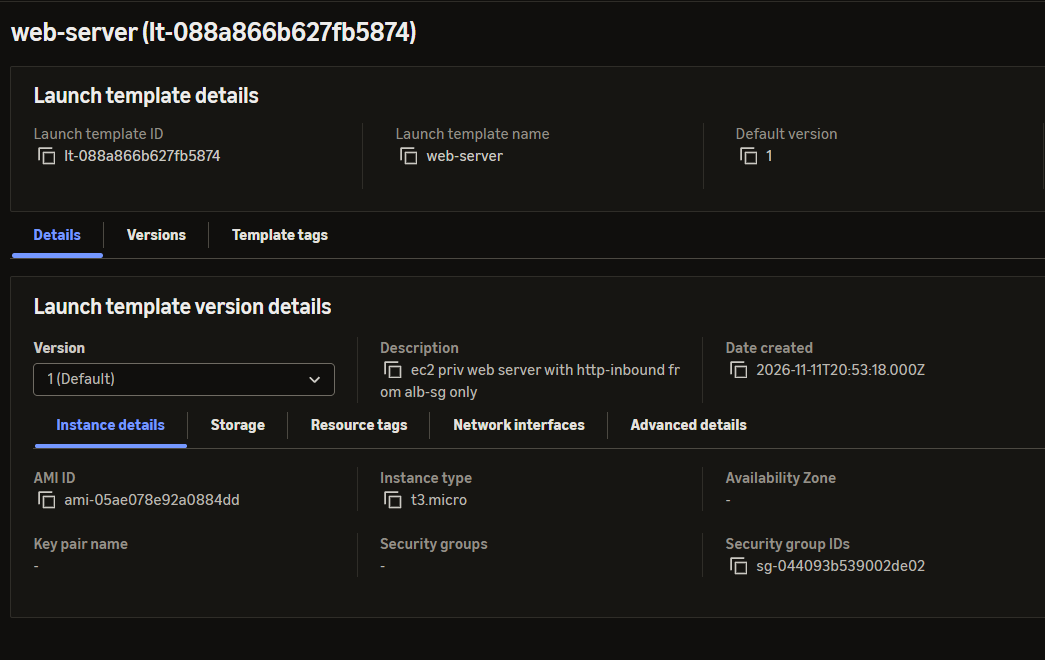 web-server (lt-088a866b627fb5874)
Launch template details
Launch template ID
lt-088a866b627fb5874
Launch template name
web-server
Default version
1
Details
Versions
Template tags
Launch template version details
Version
1 (Default)
Description
ec2 priv web server with http-inbound fr
om alb-sg only
Date created
2026-11-11T20:53:18.000Z
Instance details
Storage
Resource tags
Network interfaces
Advanced details
AMI ID
ami-05ae078e92a0884dd
Instance type
t3.micro
Availability Zone
-
Key pair name
-
Security groups
-
Security group IDs
sg-044093b539002de02